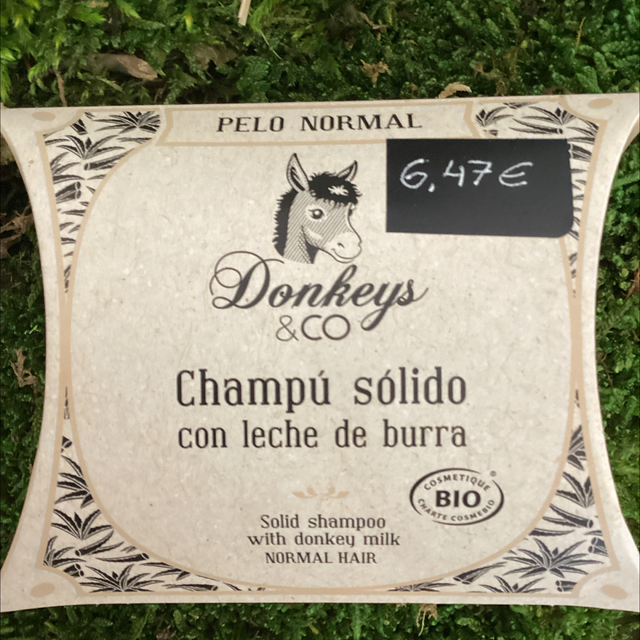 PELO NORMAL
6,47€
Donkeys
&CO
Champú sólido
con leche de burra
COSMETIQUE
BIO
CHARTE COSMEBIO
Solid shampoo
with donkey milk
NORMAL HAIR